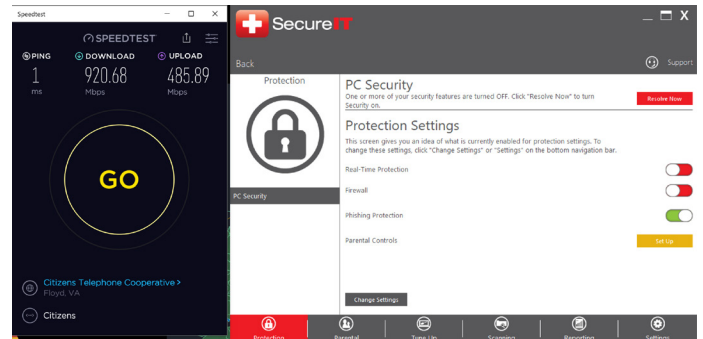 Speedtest
SPEEDTEST
PING
DOWNLOAD
UPLOAD
1
920.68
485.89
ms
Mbps
Mbps
GO
Citizens Telephone Cooperative >
Floyd, VA
Citizens
SecureIT
Back
Support
Protection
PC Security
PC Security
One or more of your security features are turned OFF. Click "Resolve Now" to turn
Security on.
Resolve Now
Protection Settings
This screen gives you an idea of what is currently enabled for protection settings. To
change these settings, click "Change Settings" or "Settings" on the bottom navigation bar.
Real-Time Protection
Firewall
Phishing Protection
Parental Controls
Set Up
Change Settings
Protection
Parental
Tune Up
Scanning
Reporting
Settings